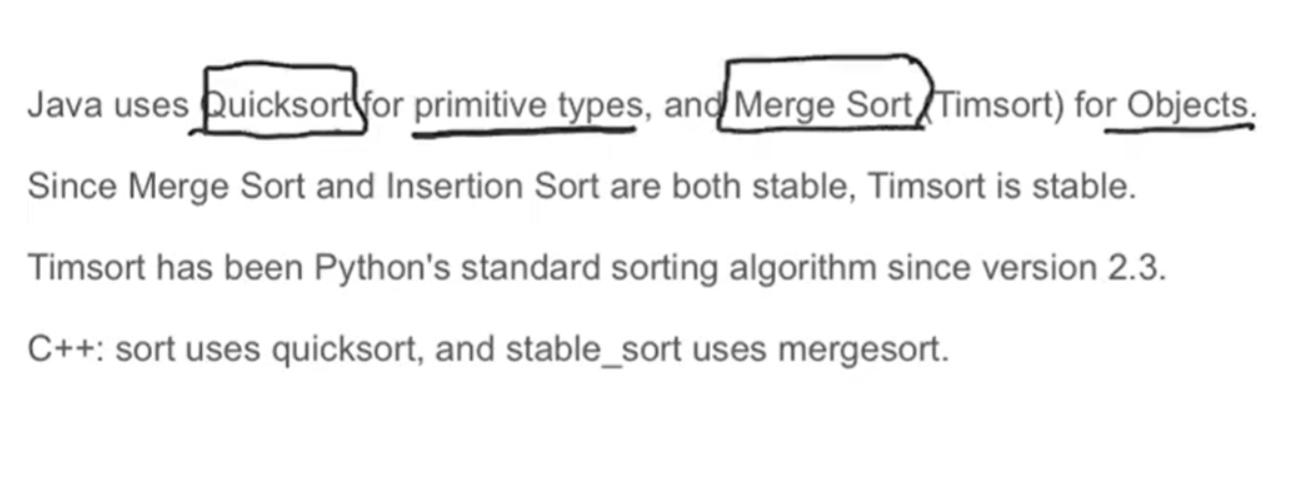 Java uses Quicksort for primitive types, and Merge Sort (Timsort) for Objects.
Since Merge Sort and Insertion Sort are both stable, Timsort is stable.
Timsort has been Python's standard sorting algorithm since version 2.3.
C++: sort uses quicksort, and stable_sort uses mergesort.